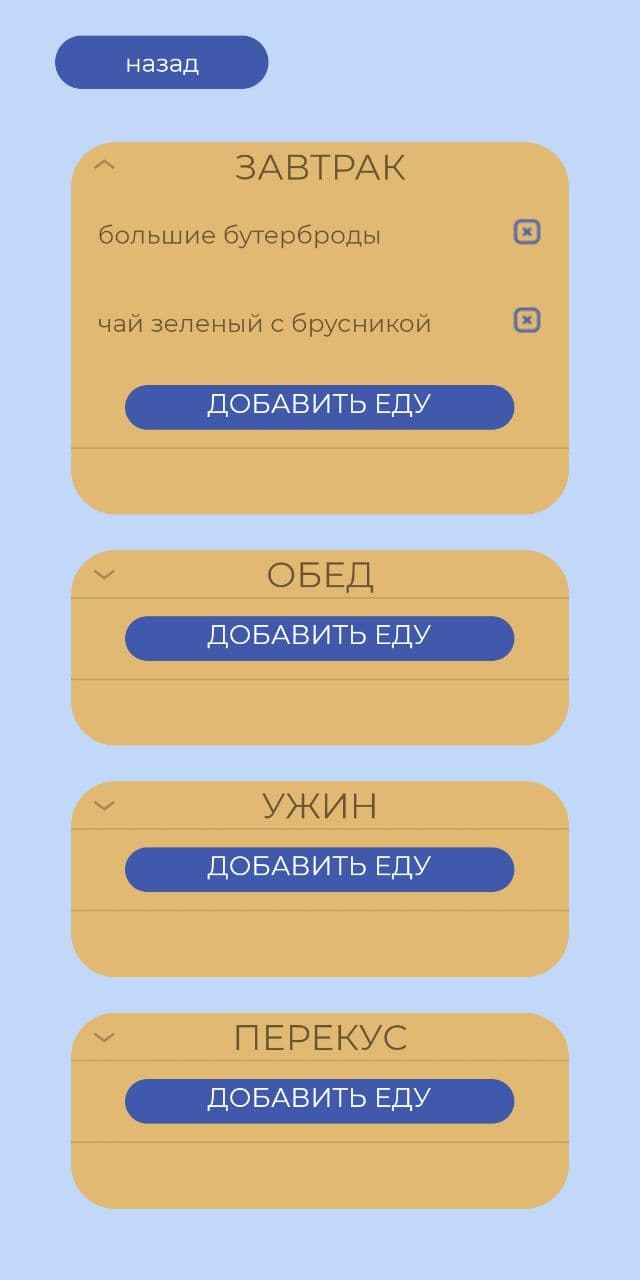 назад
ЗАВТРАК
большие бутерброды
чай зеленый с брусникой
ДОБАВИТЬ ЕДУ
ОБЕД
ДОБАВИТЬ ЕДУ
УЖИН
ДОБАВИТЬ ЕДУ
ПЕРЕКУС
ДОБАВИТЬ ЕДУ